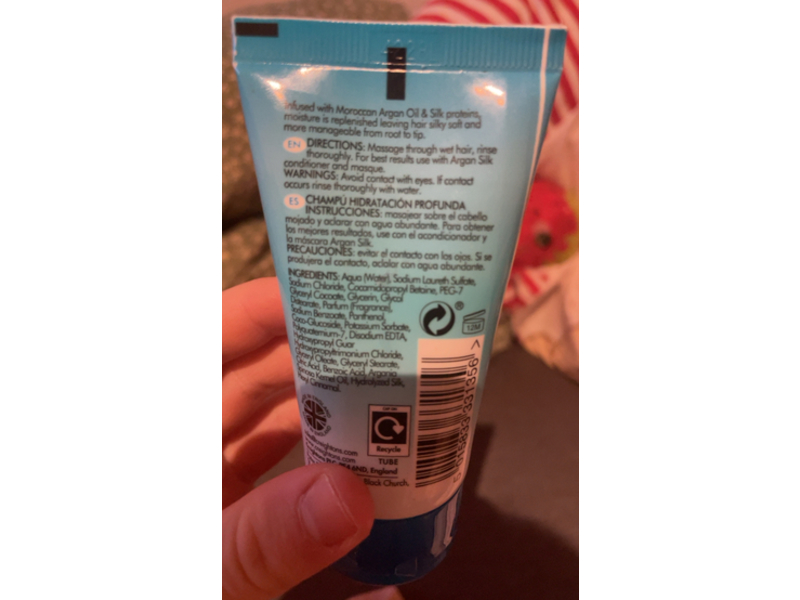 Infused with Moroccan Argan Oil & Silk proteins,
moisture is replenished leaving hair silky soft and
more manageable from root to tip.
EN DIRECTIONS: Massage through wet hair, rinse
thoroughly. For best results use with Argan Silk
conditioner and masque.
WARNINGS: Avoid contact with eyes. If contact
occurs rinse thoroughly with water.
ES CHAMPÚ HIDRATACIÓN PROFUNDA
INSTRUCCIONES: masajear sobre el cabello
mojado y aclarar con agua abundante. Para obtener
los mejores resultados, use con el acondicionador y
la máscara Argan Silk.
PRECAUCIONES: evitar el contacto con los ojos. Si se
produjera el contacto, aclalar con agua abundante.
INGREDIENTS: Aqua (Water), Sodium Laureth Sulfate,
Sodium Chloride, Cocamidopropyl Betaine, PEG-7
Glyceryl Cocoate, Glycerin, Glycol
Distearate, Parfum (Fragrance),
Sodium Benzoate, Panthenol,
Coco-Glucoside, Potassium Sorbate,
Polyquaternium-7, Disodium EDTA,
Hydroxypropyl Guar
Hydroxypropyltrimonium Chloride,
Glyceryl Oleate, Glyceryl Stearate,
Citric Acid, Benzoic Acid, Argania
Spinosa Kernel Oil, Hydrolyzed Silk,
Hexyl Cinnamal.
®
12M
Recycle
TUBE
England
Black Church,